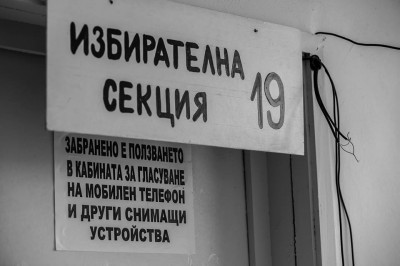 ИЗБИРАТЕЛНА
СЕКЦИЯ 19
ЗАБРАНЕНО Е ПОЛЗВАНЕТО
В КАБИНАТА ЗА ГЛАСУВАНЕ
НА МОБИЛЕН ТЕЛЕФОН
И ДРУГИ СНИМАЩИ
УСТРОЙСТВА